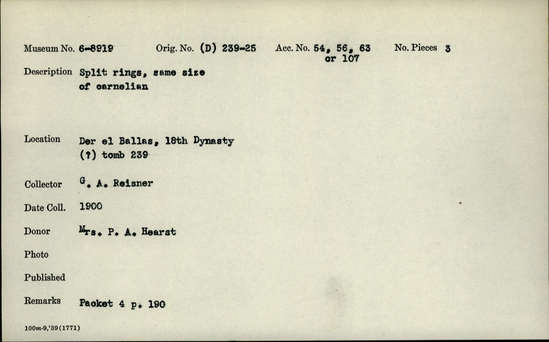 Museum No. 6-8919 Orig. No. (D) 239-25 Acc. No. 54, 56, 63 No. Pieces 3
or 107
Description Split rings, same size
of carnelian
Location Der el Ballas, 18th Dynasty
(?) tomb 239
Collector G. A. Reisner
Date Coll. 1900
Donor Mrs. P. A. Hearst
Photo
Published
Remarks Packet 4 p. 190
100m-9,'39(1771)